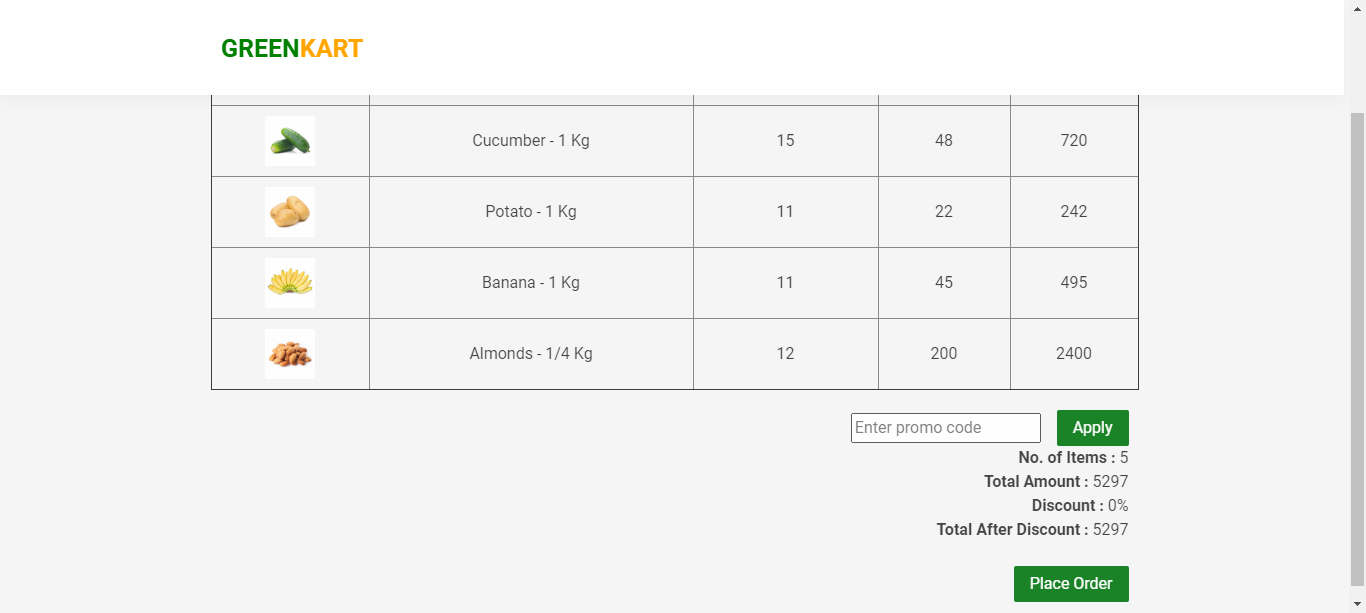 GREENKART
Cucumber - 1 Kg 15 48 720
Potato - 1 Kg 11 22 242
Banana - 1 Kg 11 45 495
Almonds - 1/4 Kg 12 200 2400
Enter promo code Apply
No. of Items : 5
Total Amount : 5297
Discount : 0%
Total After Discount : 5297
Place Order